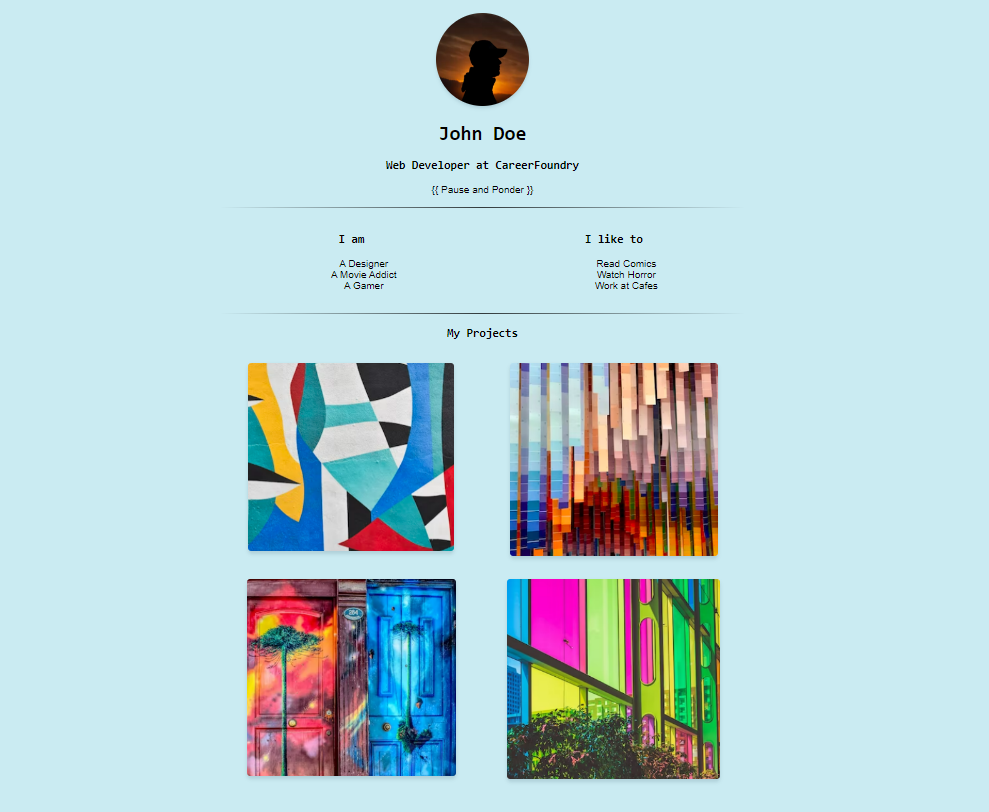 John Doe
Web Developer at CareerFoundry
{{ Pause and Ponder }}
I am
A Designer
A Movie Addict
A Gamer
I like to
Read Comics
Watch Horror
Work at Cafes
My Projects